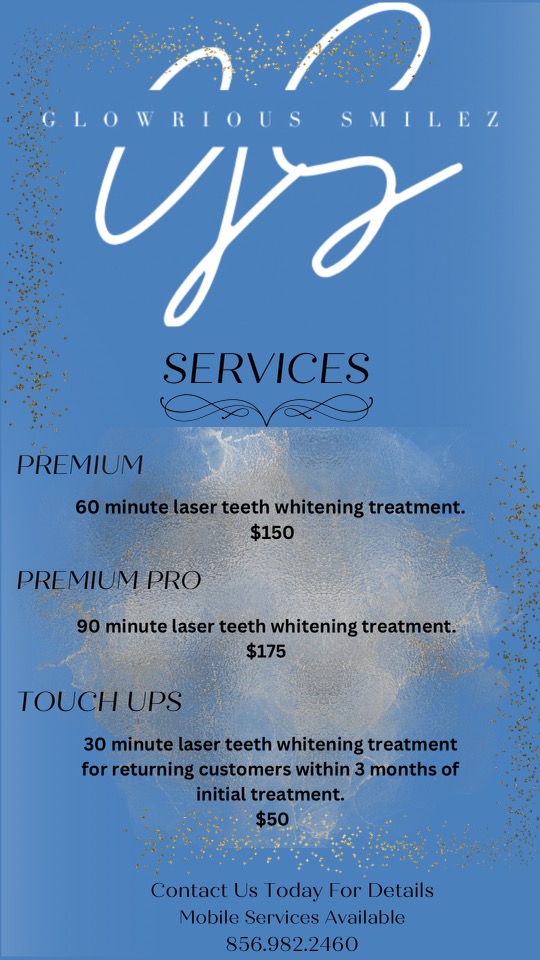 GS
GLOWRIOUS SMILEZ
SERVICES
PREMIUM
60 minute laser teeth whitening treatment.
$150
PREMIUM PRO
90 minute laser teeth whitening treatment.
$175
TOUCH UPS
30 minute laser teeth whitening treatment
for returning customers within 3 months of
initial treatment.
$50
Contact Us Today For Details
Mobile Services Available
856.982.2460